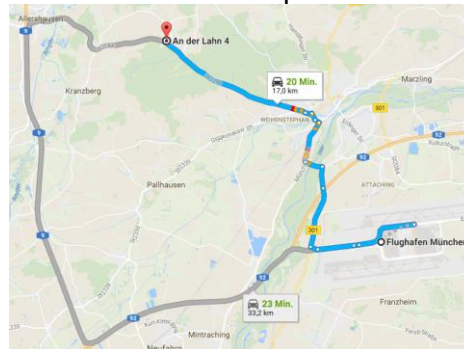 Allershausen
An der Lahn 4
9
Kranzberg
20 Min.
17,0 km
Marzling
301
WEIHENSTEPHAN
Pallhausen
ATTACHING
9
301
Flughafen München
92
92
23 Min.
33,2 km
Franzheim
Mintraching
92
Neufahrn